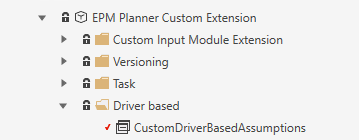 EPM Planner Custom Extension
Custom Input Module Extension
Versioning
Task
Driver based
CustomDriverBasedAssumptions